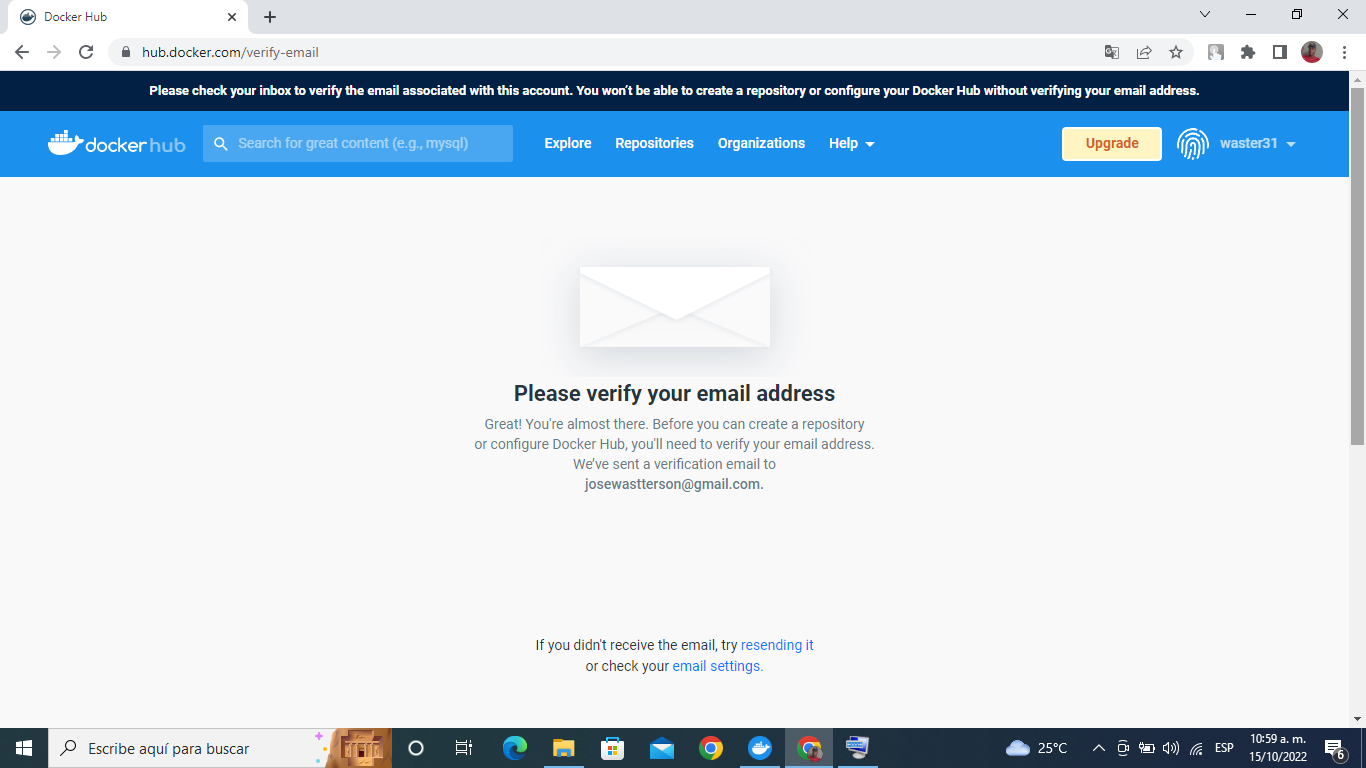 Docker Hub
hub.docker.com/verify-email
Please check your inbox to verify the email associated with this account. You won't be able to create a repository or configure your Docker Hub without verifying your email address.
docker hub
Search for great content (e.g., mysql)
Explore
Repositories
Organizations
Help
Upgrade
waster31
Please verify your email address
Great! You're almost there. Before you can create a repository
or configure Docker Hub, you'll need to verify your email address.
We've sent a verification email to
josewastterson@gmail.com.
If you didn't receive the email, try resending it
or check your email settings.
Escribe aquí para buscar
25°C
ESP
10:59 a. m.
15/10/2022
6